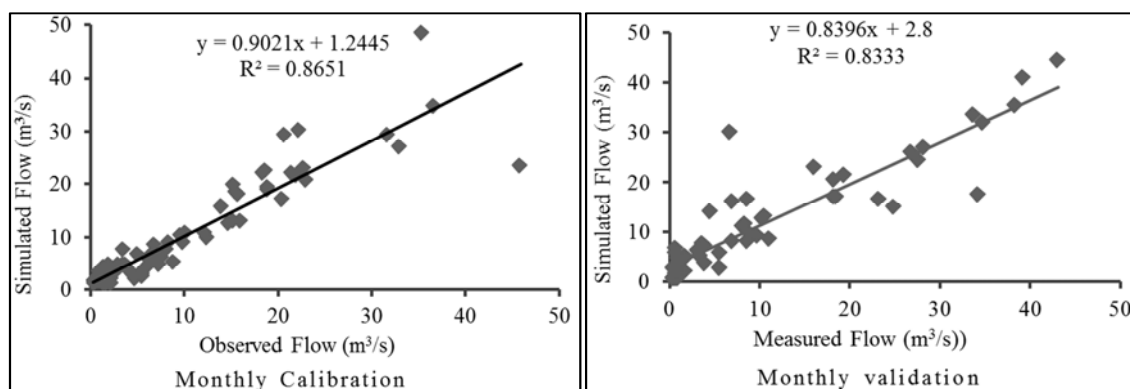 y = 0.9021x + 1.2445
R² = 0.8651
Simulated Flow (m³/s)
50
40
30
20
10
0
0 10 20 30 40 50
Observed Flow (m³/s)
Monthly Calibration
y = 0.8396x + 2.8
R² = 0.8333
Simulated Flow (m³/s)
50
40
30
20
10
0
0 10 20 30 40 50
Measured Flow (m³/s))
Monthly validation